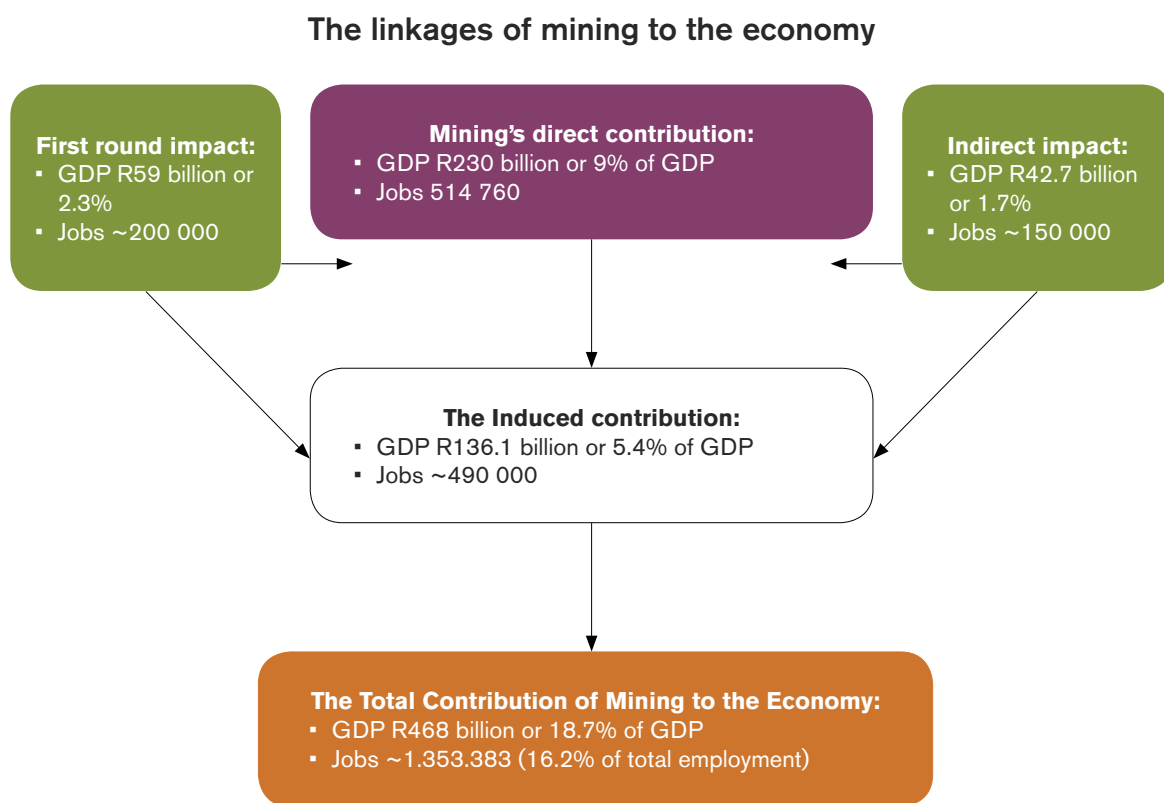 The linkages of mining to the economy
First round impact:
▪ GDP R59 billion or
2.3%
▪ Jobs ~200 000
Mining’s direct contribution:
▪ GDP R230 billion or 9% of GDP
▪ Jobs 514 760
Indirect impact:
▪ GDP R42.7 billion
or 1.7%
▪ Jobs ~150 000
The Induced contribution:
▪ GDP R136.1 billion or 5.4% of GDP
▪ Jobs ~490 000
The Total Contribution of Mining to the Economy:
▪ GDP R468 billion or 18.7% of GDP
▪ Jobs ~1.353.383 (16.2% of total employment)